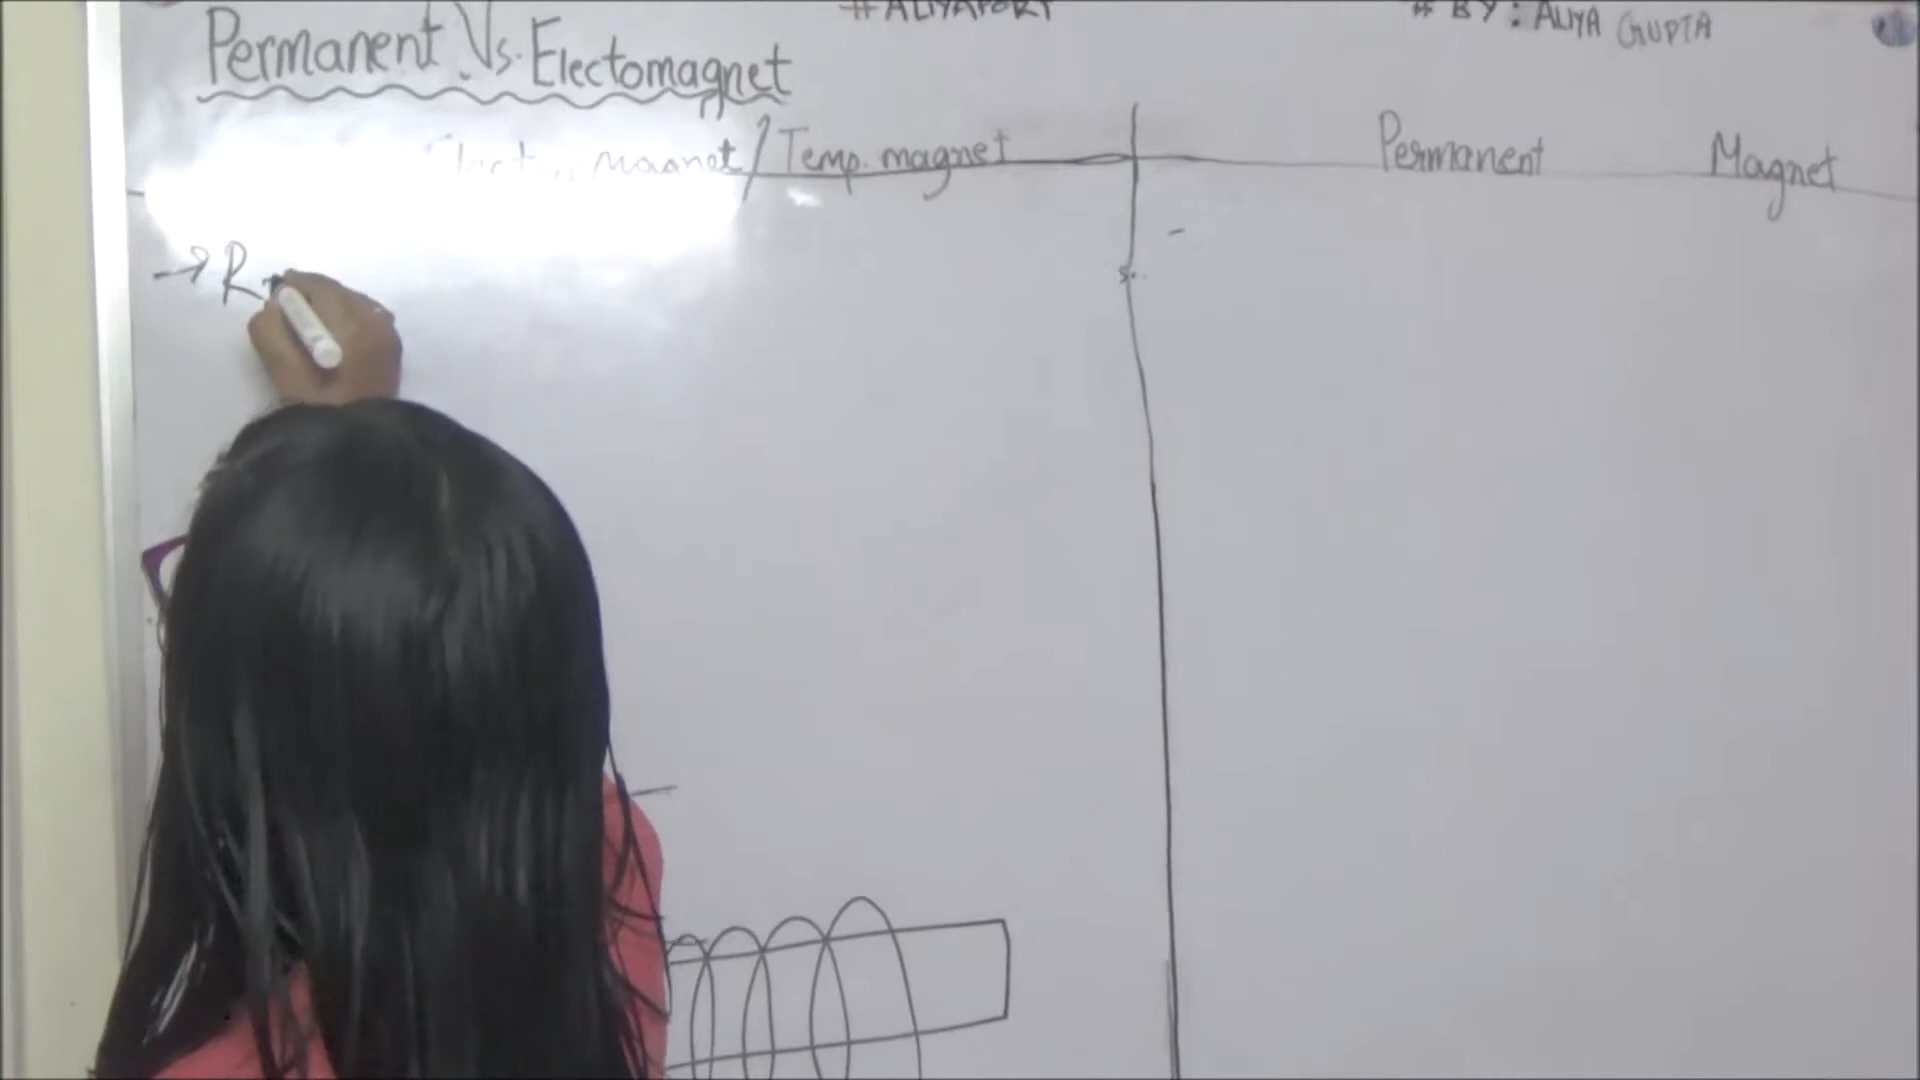 #ALIYAPORT
# BY : ALIYA GUPTA
Permanent Vs. Electomagnet
magnet / Temp. magnet
Permanent Magnet
→ R